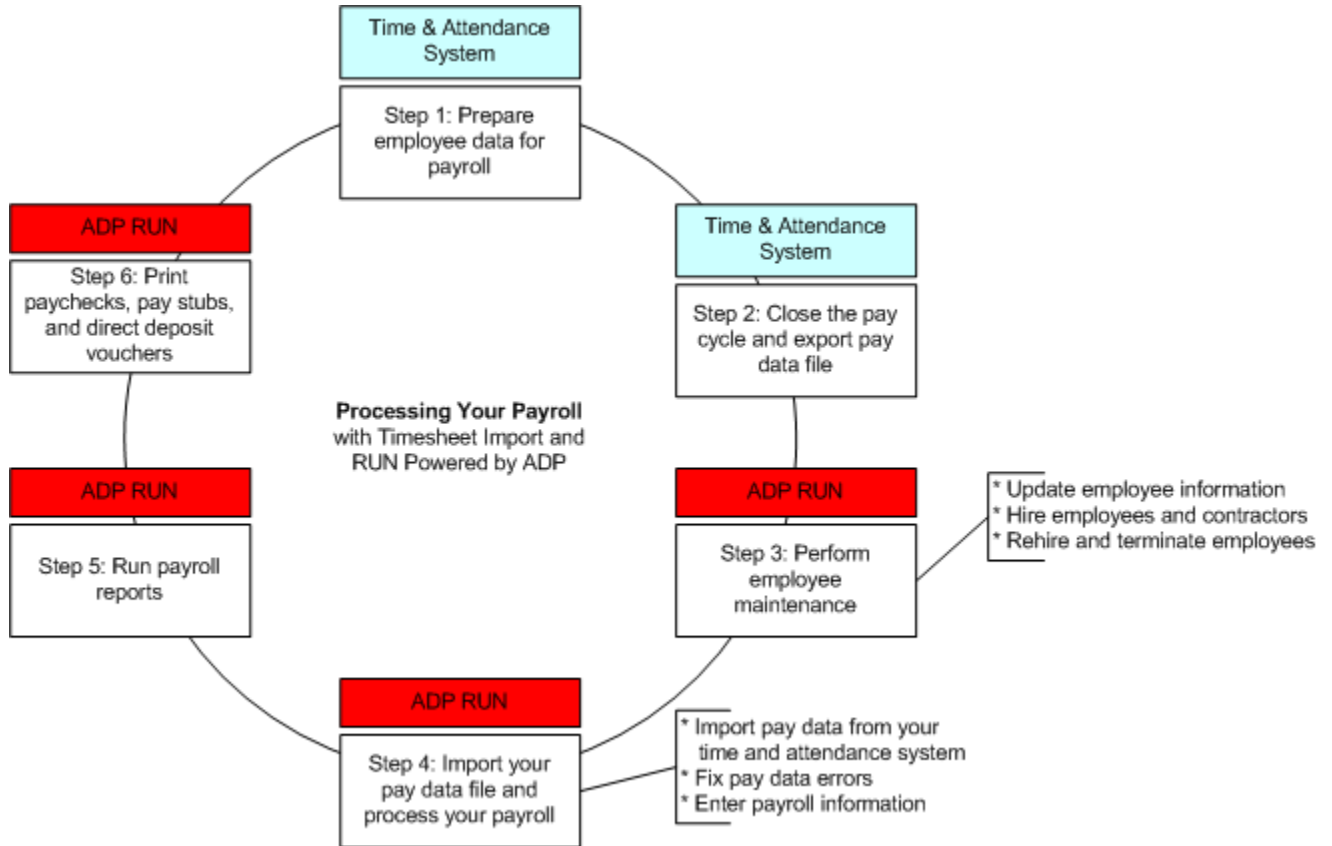 Time & Attendance
System
Step 1: Prepare
employee data for
payroll
Time & Attendance
System
Step 2: Close the pay
cycle and export pay
data file
ADP RUN
Step 3: Perform
employee
maintenance
* Update employee information
* Hire employees and contractors
* Rehire and terminate employees
ADP RUN
Step 4: Import your
pay data file and
process your payroll
* Import pay data from your
time and attendance system
* Fix pay data errors
* Enter payroll information
ADP RUN
Step 5: Run payroll
reports
ADP RUN
Step 6: Print
paychecks, pay stubs,
and direct deposit
vouchers
Processing Your Payroll
with Timesheet Import and
RUN Powered by ADP